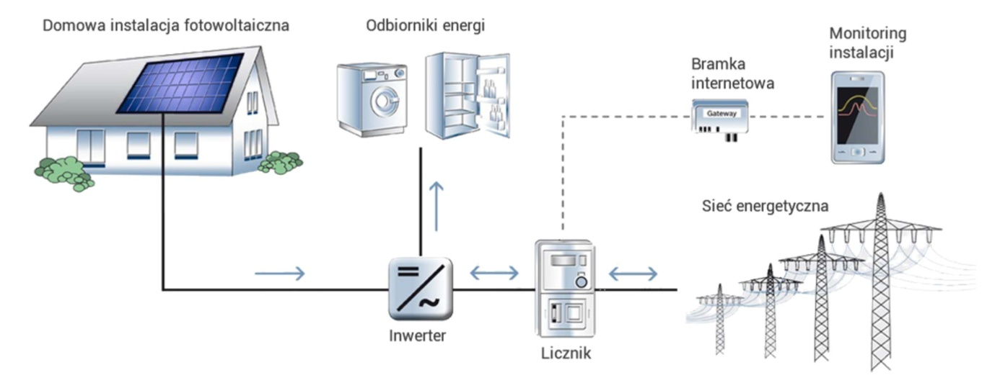 Domowa instalacja fotowoltaiczna
Odbiorniki energi
Monitoring
instalacji
Bramka
internetowa
Gateway
Sieć energetyczna
Inwerter
Licznik